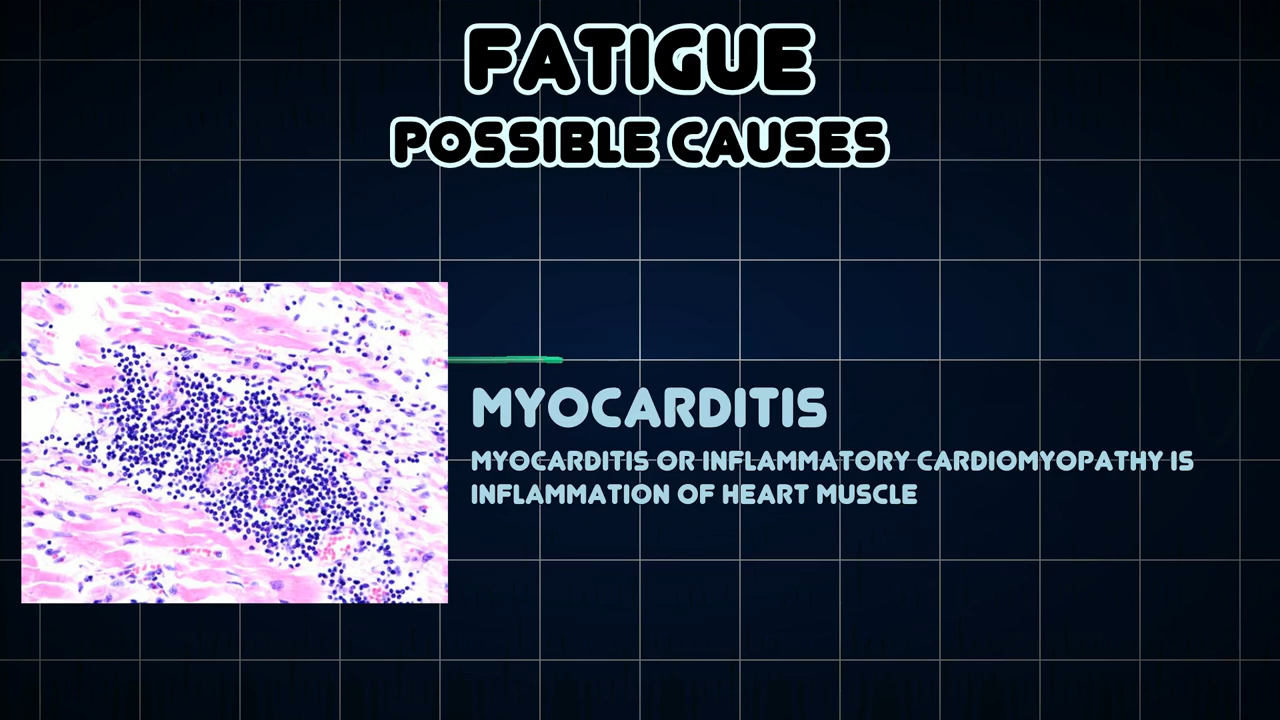 FATIGUE
POSSIBLE CAUSES
MYOCARDITIS
MYOCARDITIS OR INFLAMMATORY CARDIOMYOPATHY IS
INFLAMMATION OF HEART MUSCLE